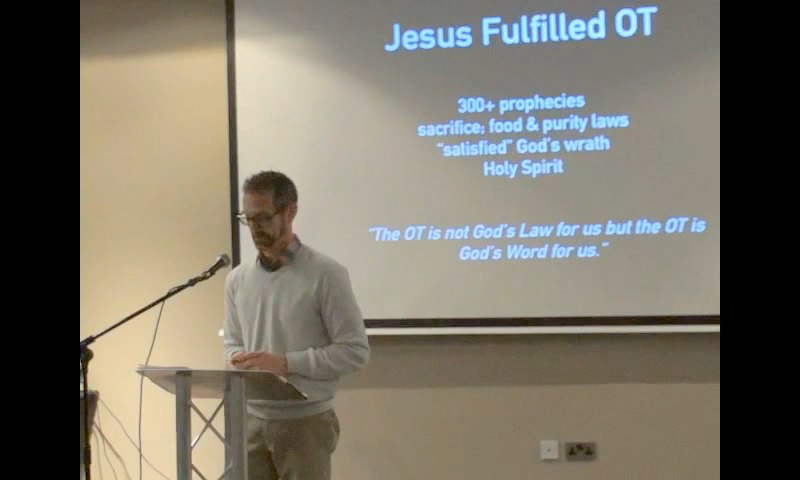 Jesus Fulfilled OT
300+ prophecies
sacrifice, food & purity laws
"satisfied" God's wrath
Holy Spirit
"The OT is not God's Law for us but the OT is
God's Word for us."